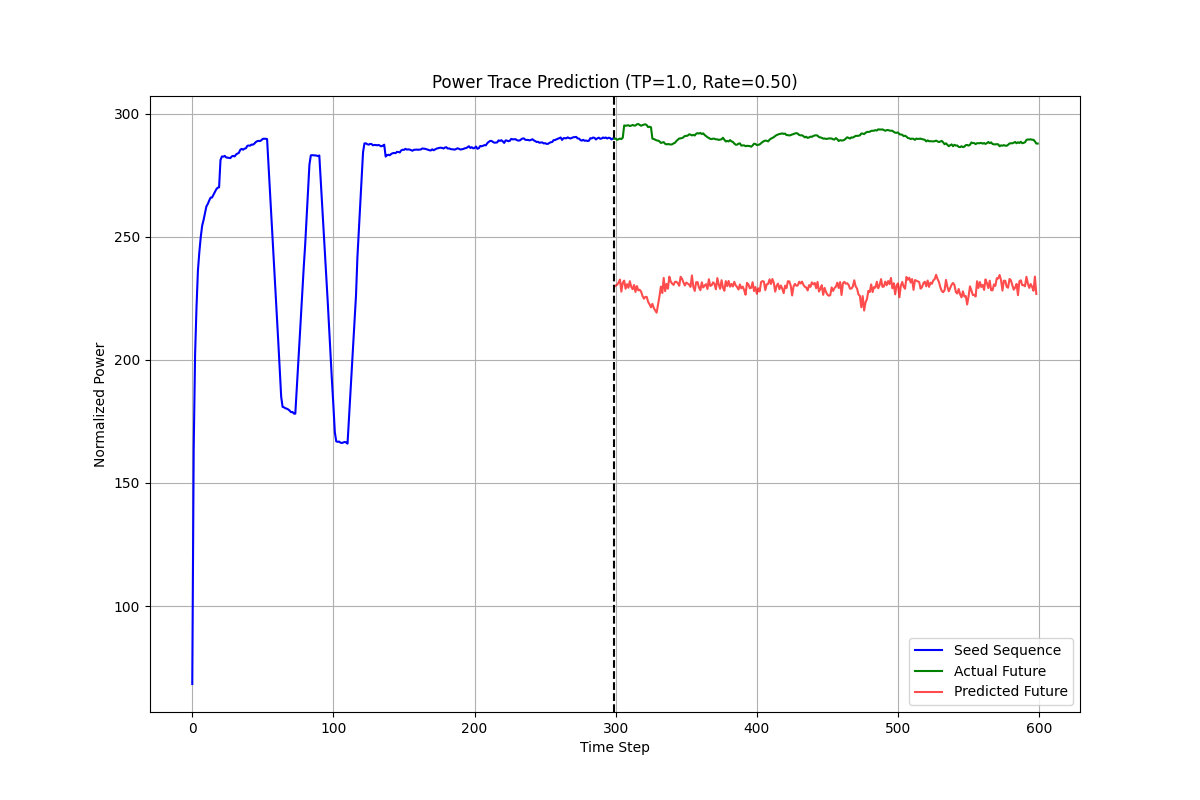 Power Trace Prediction (TP=1.0, Rate=0.50)
300
250
200
150
100
Normalized Power
0 100 200 300 400 500 600
Time Step
Seed Sequence
Actual Future
Predicted Future